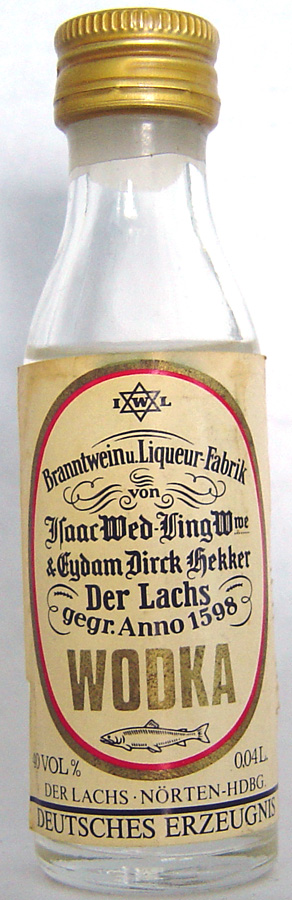 I W L
Branntwein u. Liqueur-Fabrik
von
Isaac Wed-Ling Wwe
& Eydam Dirck Hekker
Der Lachs
gegr. Anno 1598
WODKA
40 VOL % 0,04 L.
DER LACHS · NÖRTEN-HDBG.
DEUTSCHES ERZEUGNIS